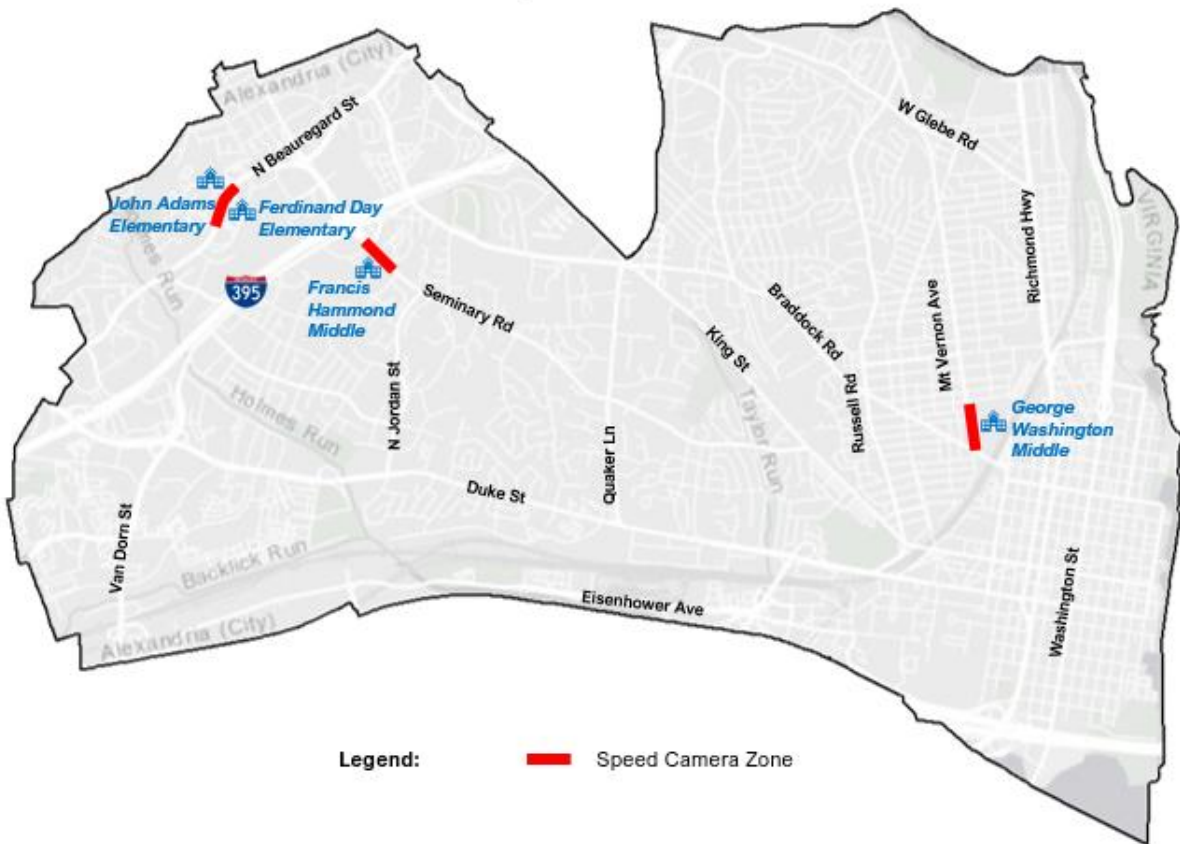 Alexandria (City)
N Beauregard St
W Glebe Rd
John Adams
Elementary
Ferdinand Day
Elementary
Holmes Run
VIRGINIA
Richmond Hwy
395
Francis
Hammond
Middle
Seminary Rd
Braddock Rd
Mt Vernon Ave
King St
N Jordan St
Holmes Run
Taylor Run
Russell Rd
George
Washington
Middle
Quaker Ln
Duke St
Van Dorn St
Backlick Run
Washington St
Eisenhower Ave
Alexandria (City)
Legend:
Speed Camera Zone